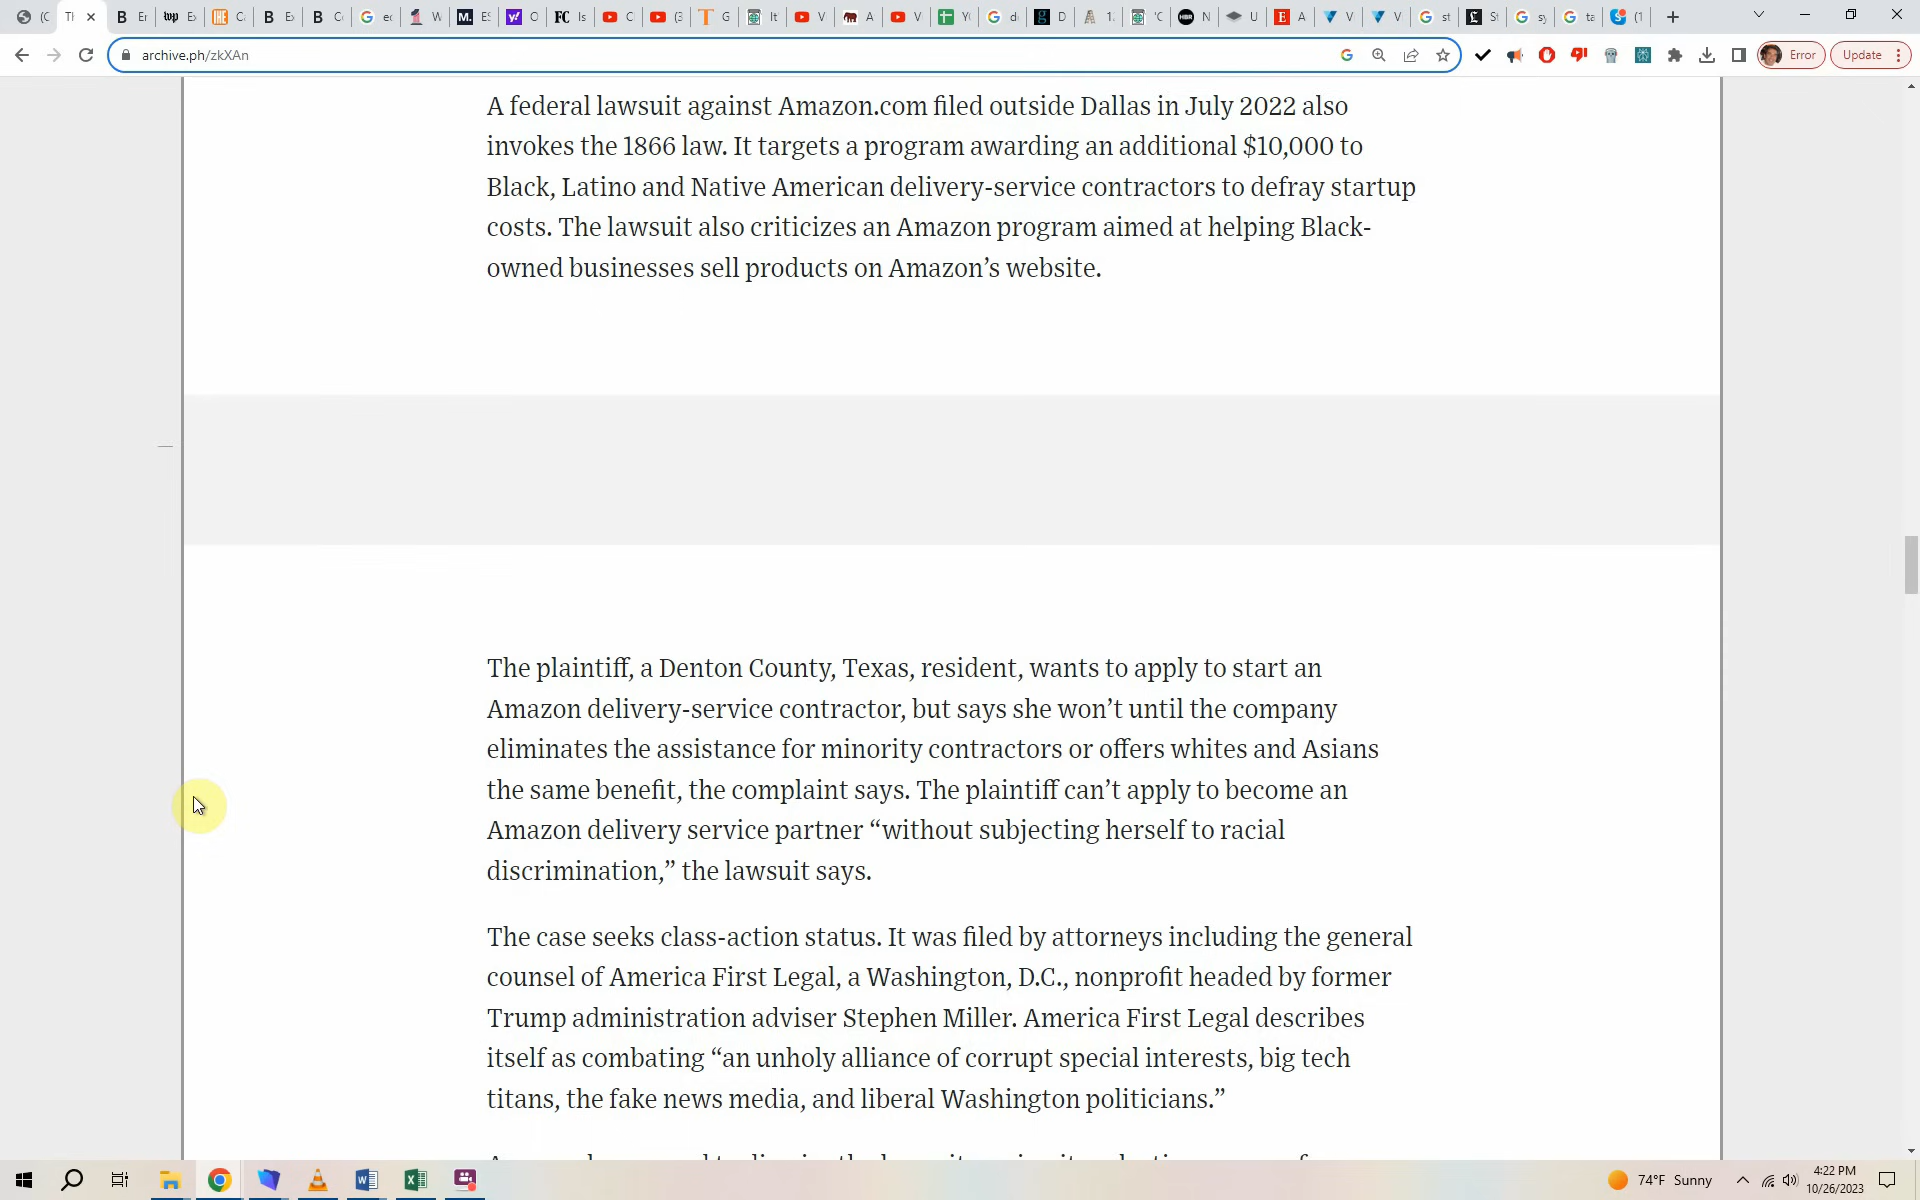 archive.ph/zkXAn
Error
Update
A federal lawsuit against Amazon.com filed outside Dallas in July 2022 also
invokes the 1866 law. It targets a program awarding an additional $10,000 to
Black, Latino and Native American delivery-service contractors to defray startup
costs. The lawsuit also criticizes an Amazon program aimed at helping Black-
owned businesses sell products on Amazon’s website.
The plaintiff, a Denton County, Texas, resident, wants to apply to start an
Amazon delivery-service contractor, but says she won’t until the company
eliminates the assistance for minority contractors or offers whites and Asians
the same benefit, the complaint says. The plaintiff can’t apply to become an
Amazon delivery service partner “without subjecting herself to racial
discrimination,” the lawsuit says.
The case seeks class-action status. It was filed by attorneys including the general
counsel of America First Legal, a Washington, D.C., nonprofit headed by former
Trump administration adviser Stephen Miller. America First Legal describes
itself as combating “an unholy alliance of corrupt special interests, big tech
titans, the fake news media, and liberal Washington politicians.”
74°F Sunny
4:22 PM
10/26/2023